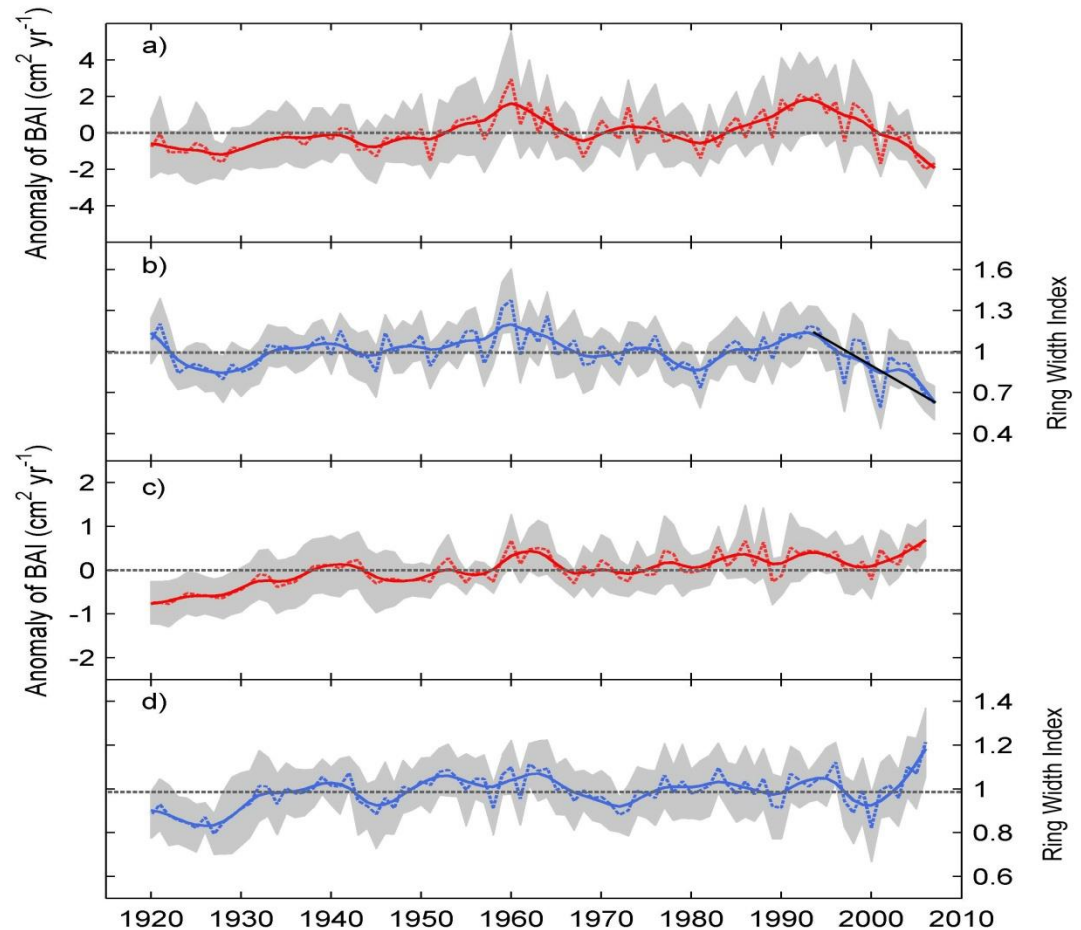 Anomaly of BAI (cm² yr⁻¹)
a)
4
2
0
-2
-4
b)
1.6
1.3
1
0.7
0.4
Ring Width Index
Anomaly of BAI (cm² yr⁻¹)
c)
2
1
0
-1
-2
d)
1.4
1.2
1
0.8
0.6
Ring Width Index
1920 1930 1940 1950 1960 1970 1980 1990 2000 2010